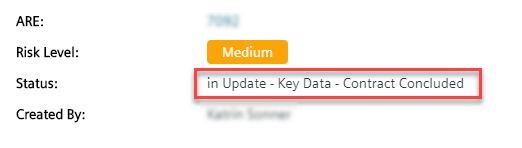 ARE:
Risk Level: Medium
Status: in Update - Key Data - Contract Concluded
Created By: